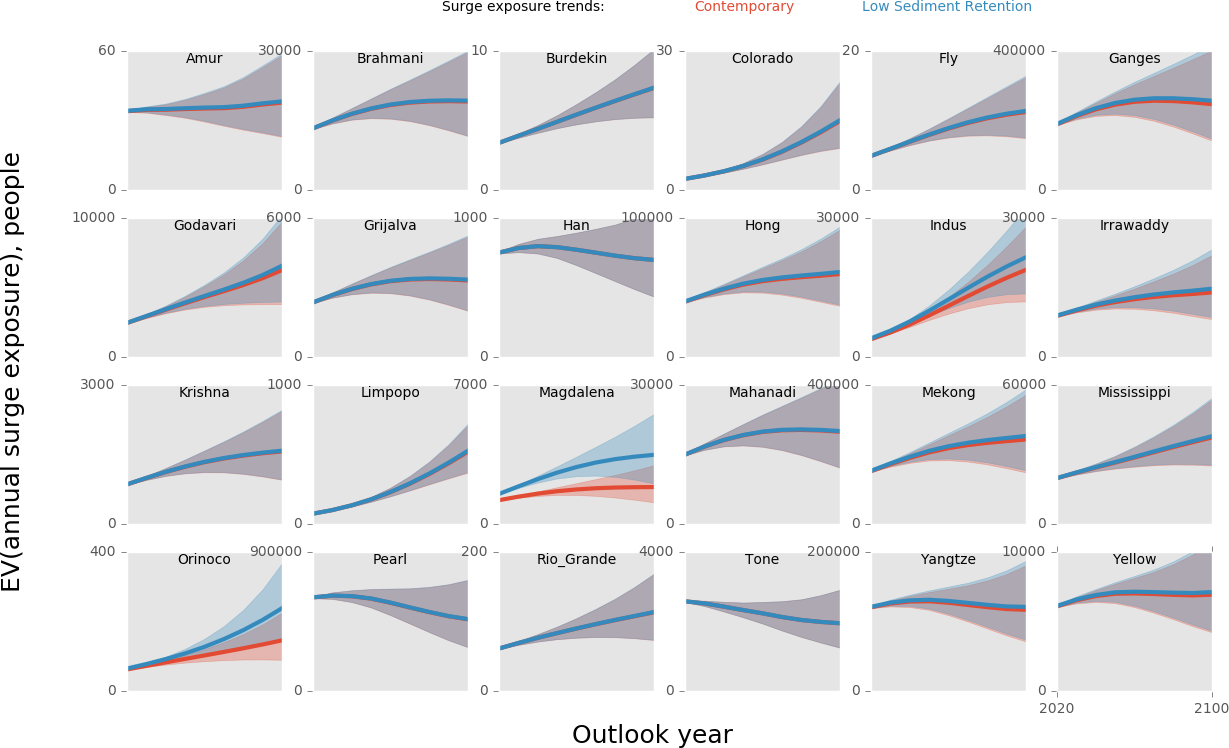 Surge exposure trends: Contemporary Low Sediment Retention
60 30000 10 30 20 400000
Amur Brahmani Burdekin Colorado Fly Ganges
0 0 0 0 0 0
10000 6000 1000 100000 30000 30000
Godavari Grijalva Han Hong Indus Irrawaddy
0 0 0 0 0 0
3000 1000 7000 30000 400000 60000
Krishna Limpopo Magdalena Mahanadi Mekong Mississippi
0 0 0 0 0 0
400 900000 200 4000 200000 10000
Orinoco Pearl Rio_Grande Tone Yangtze Yellow
0 0 0 0 0 0
2020 2100
EV(annual surge exposure), people
Outlook year